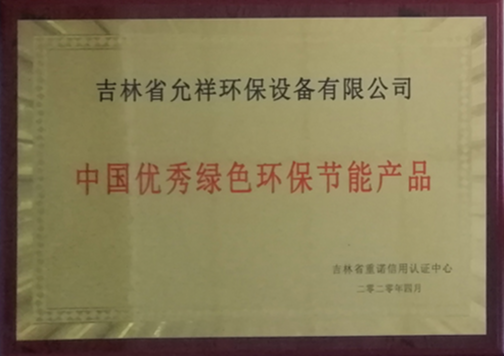 吉林省允祥环保设备有限公司
中国优秀绿色环保节能产品
吉林省重诺信用认证中心
二零二零年四月